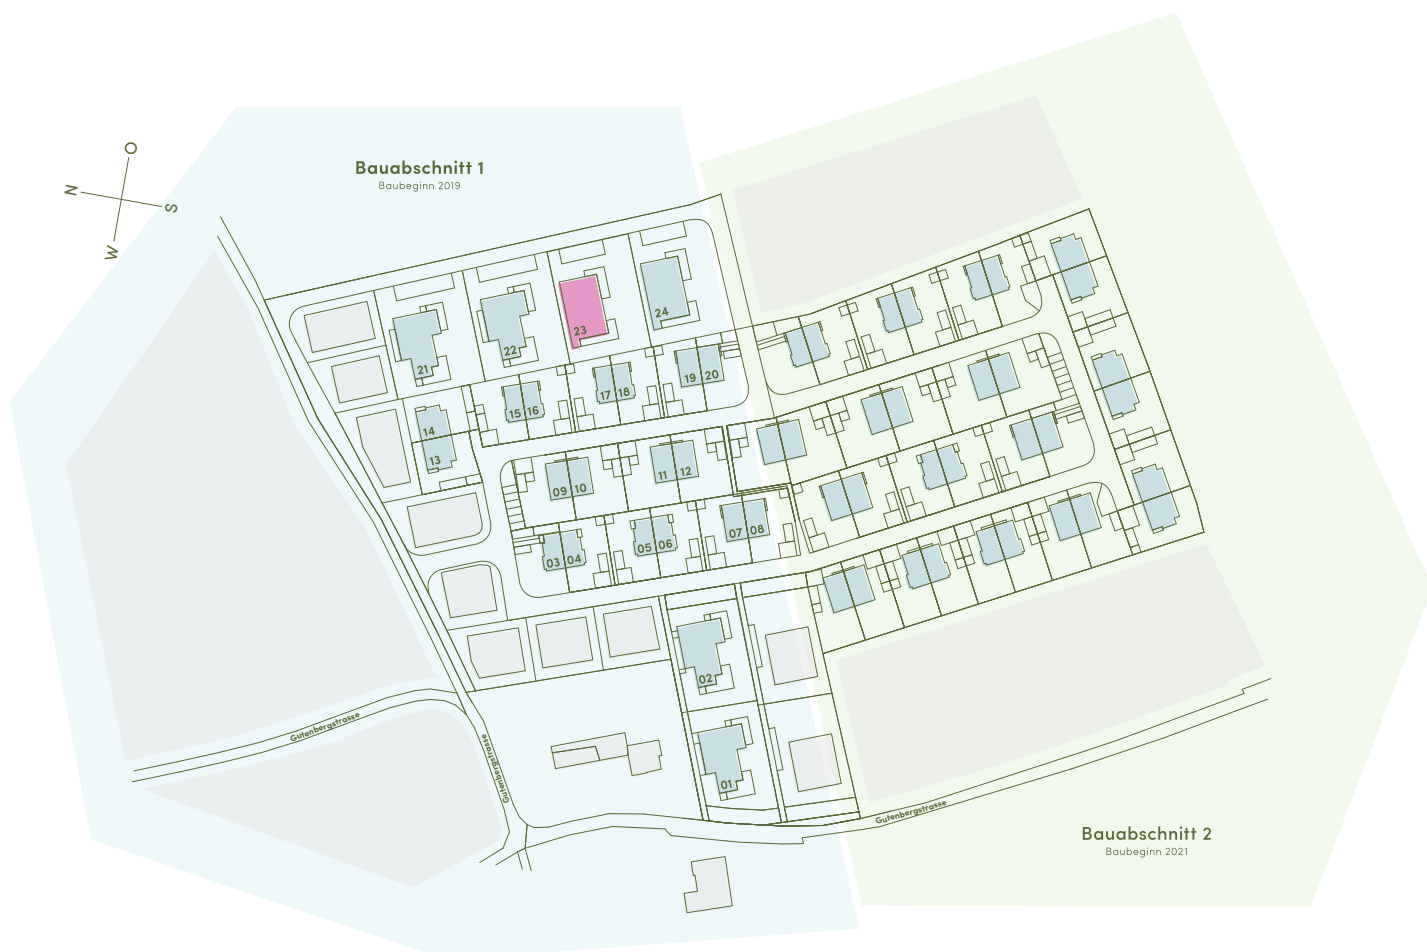 O
N
S
W
Bauabschnitt 1
Baubeginn 2019
24
23
22
21
19 20
17 18
15 16
14
13
11 12
09 10
07 08
05 06
03 04
02
01
Gutenbergstrasse
Gutenbergstrasse
Gutenbergstrasse
Bauabschnitt 2
Baubeginn 2021